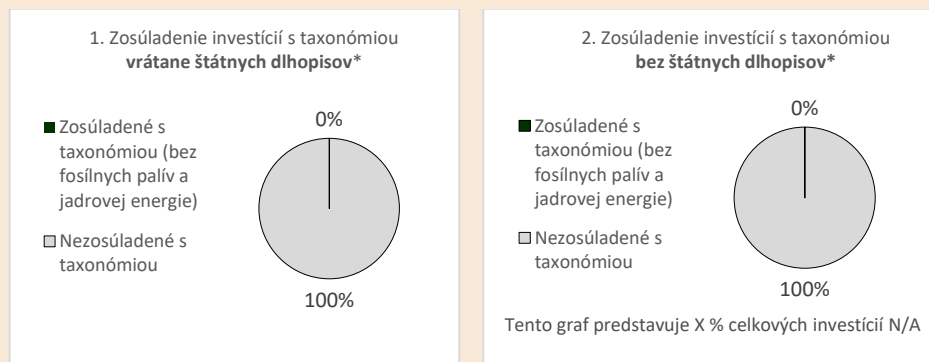 1. Zosúladenie investícií s taxonómiou
vrátane štátnych dlhopisov*
Zosúladené s
taxonómiou (bez
fosílnych palív a
jadrovej energie)
Nezosúladené s
taxonómiou
0%
100%
2. Zosúladenie investícií s taxonómiou
bez štátnych dlhopisov*
Zosúladené s
taxonómiou (bez
fosílnych palív a
jadrovej energie)
Nezosúladené s
taxonómiou
0%
100%
Tento graf predstavuje X % celkových investícií N/A